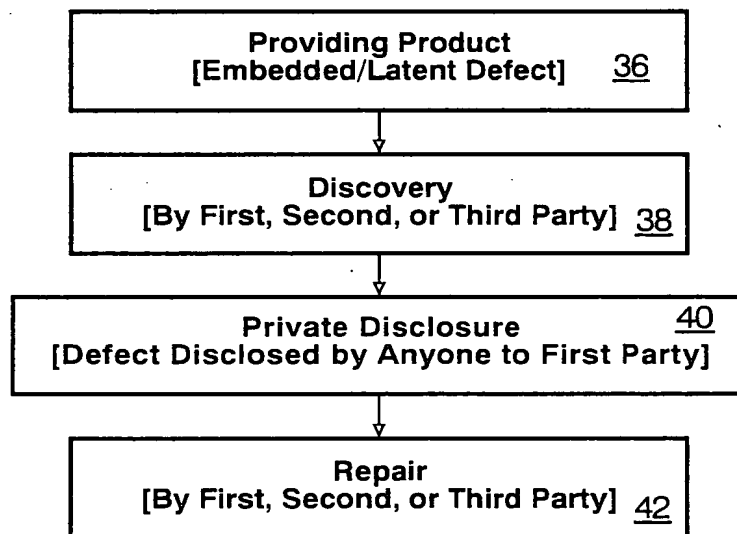 Providing Product
[Embedded/Latent Defect] 36
Discovery
[By First, Second, or Third Party] 38
Private Disclosure 40
[Defect Disclosed by Anyone to First Party]
Repair
[By First, Second, or Third Party] 42